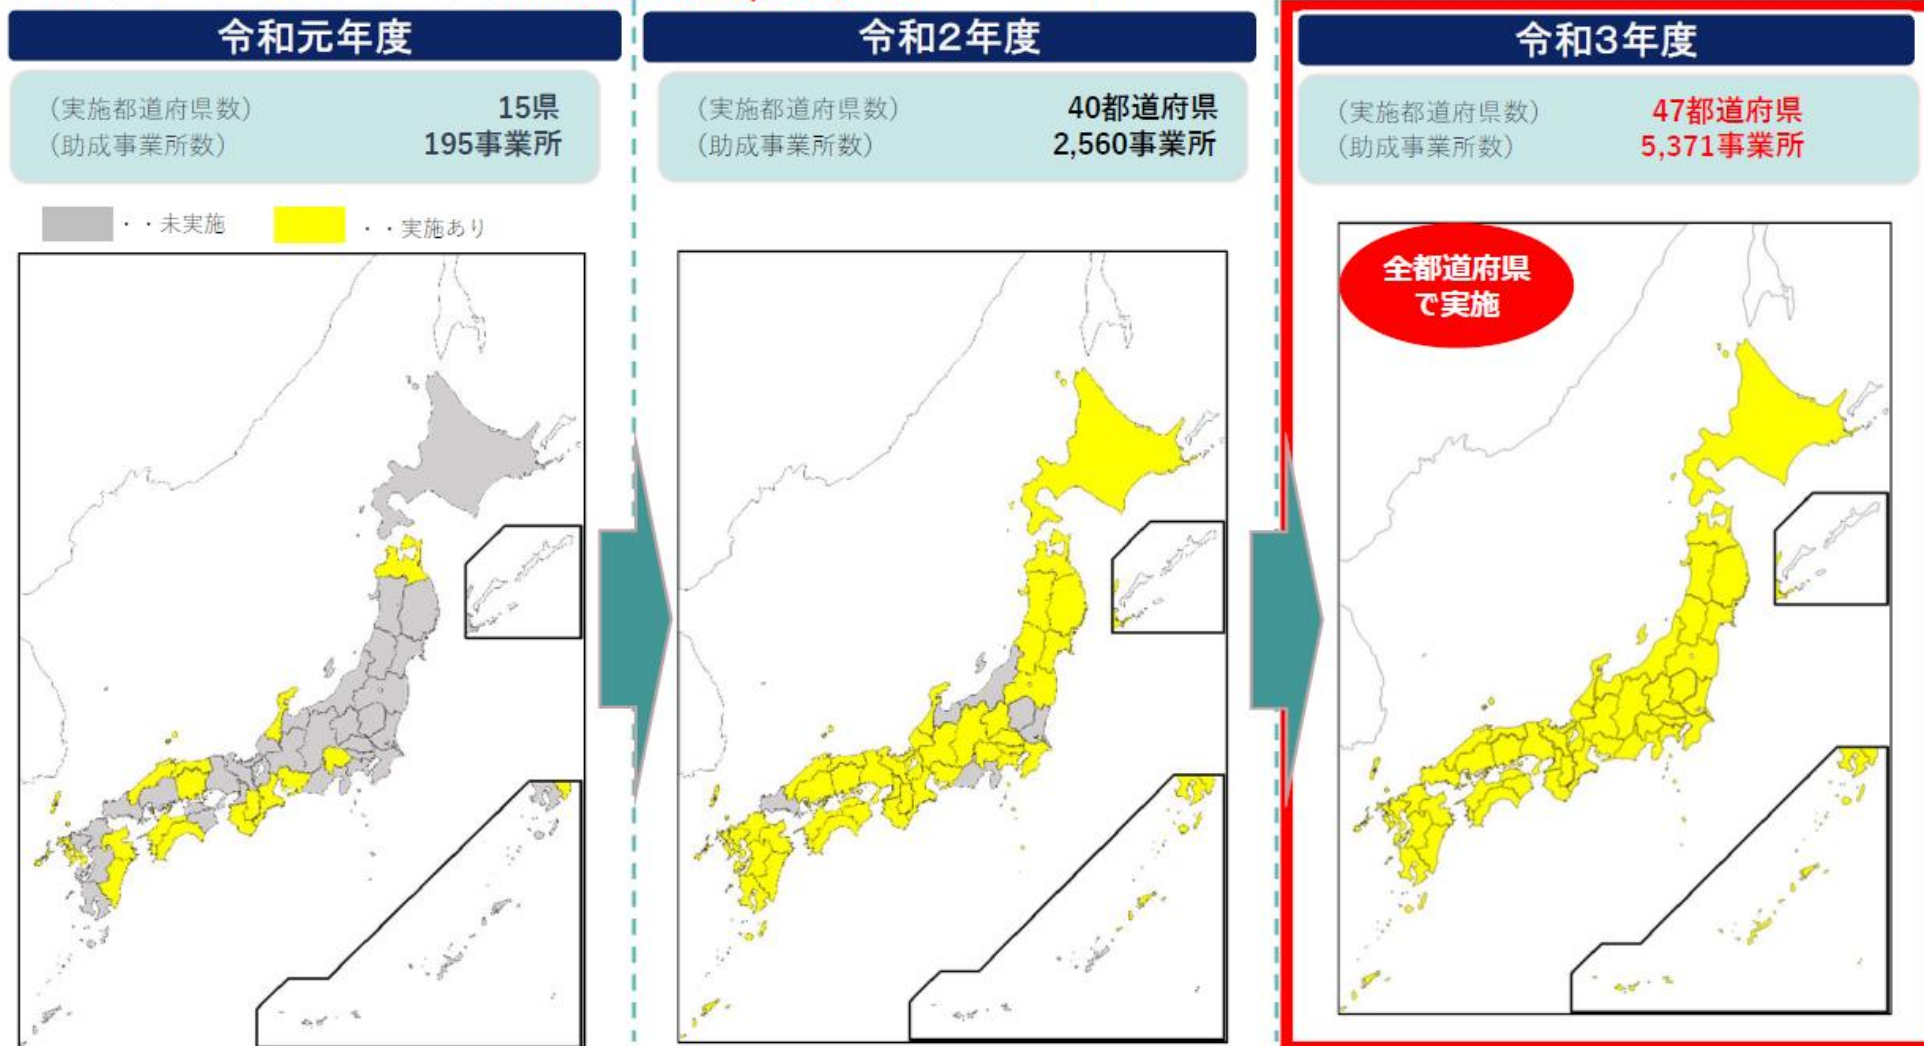 令和元年度
(実施都道府県数) 15県
(助成事業所数) 195事業所
・・未実施 ・・実施あり
令和2年度
(実施都道府県数) 40都道府県
(助成事業所数) 2,560事業所
令和3年度
(実施都道府県数) 47都道府県
(助成事業所数) 5,371事業所
全都道府県
で実施